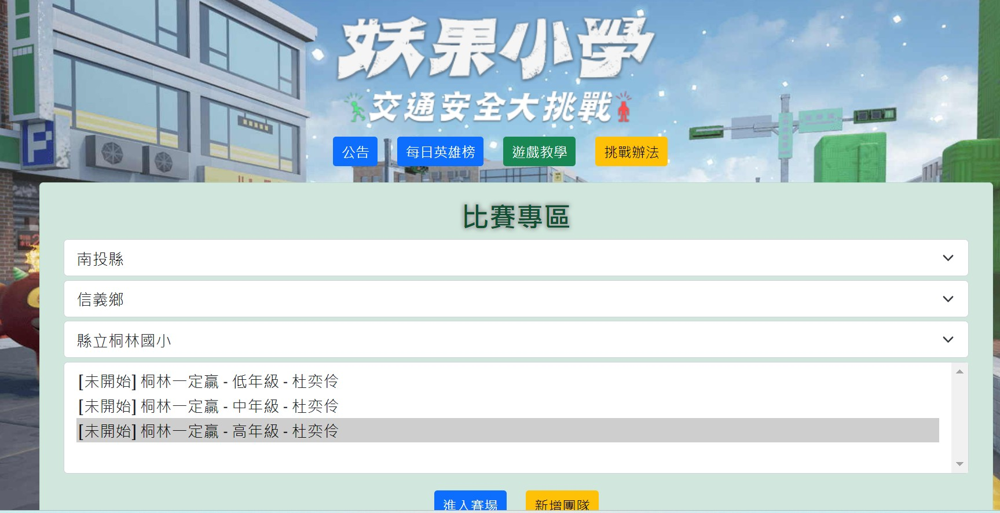 妖果小學
交通安全大挑戰
P
公告 每日英雄榜 遊戲教學 挑戰辦法
比賽專區
南投縣
信義鄉
縣立桐林國小
[未開始] 桐林一定贏 - 低年級 - 杜奕伶
[未開始] 桐林一定贏 - 中年級 - 杜奕伶
[未開始] 桐林一定贏 - 高年級 - 杜奕伶
進入賽場 新增團隊